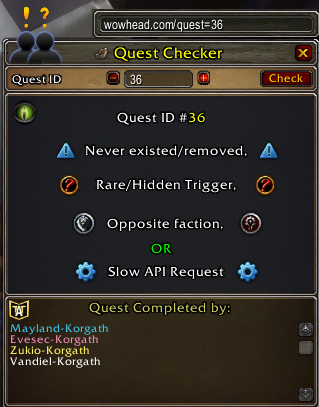 wowhead.com/quest=36
Quest Checker
Quest ID 36 Check
Quest ID #36
Never existed/removed,
Rare/Hidden Trigger,
Opposite faction,
OR
Slow API Request
Quest Completed by:
Mayland-Korgath
Evesec-Korgath
Zukio-Korgath
Vandiel-Korgath